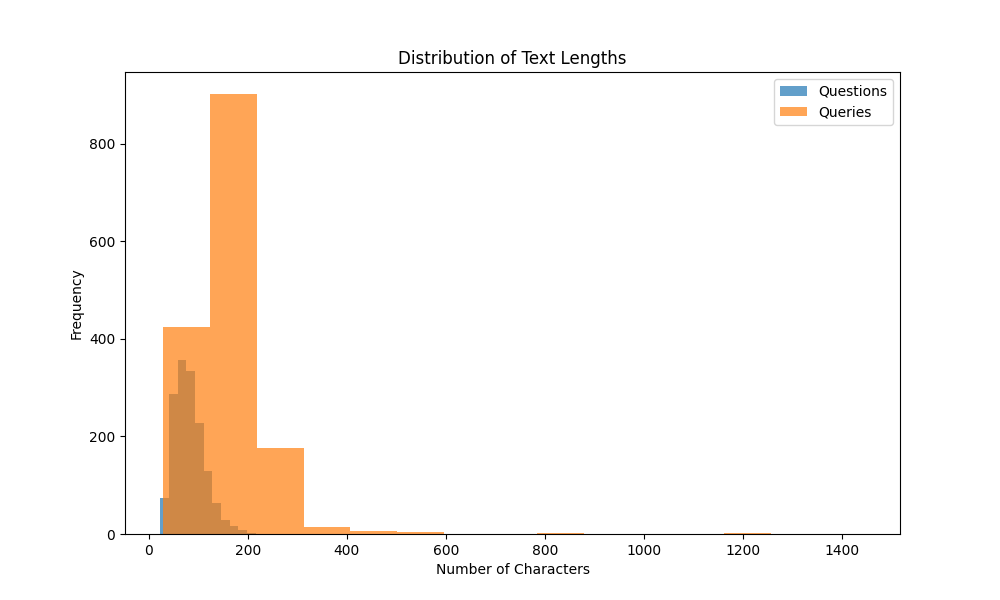 Distribution of Text Lengths
Questions
Queries
800
600
400
200
0
Frequency
0 200 400 600 800 1000 1200 1400
Number of Characters